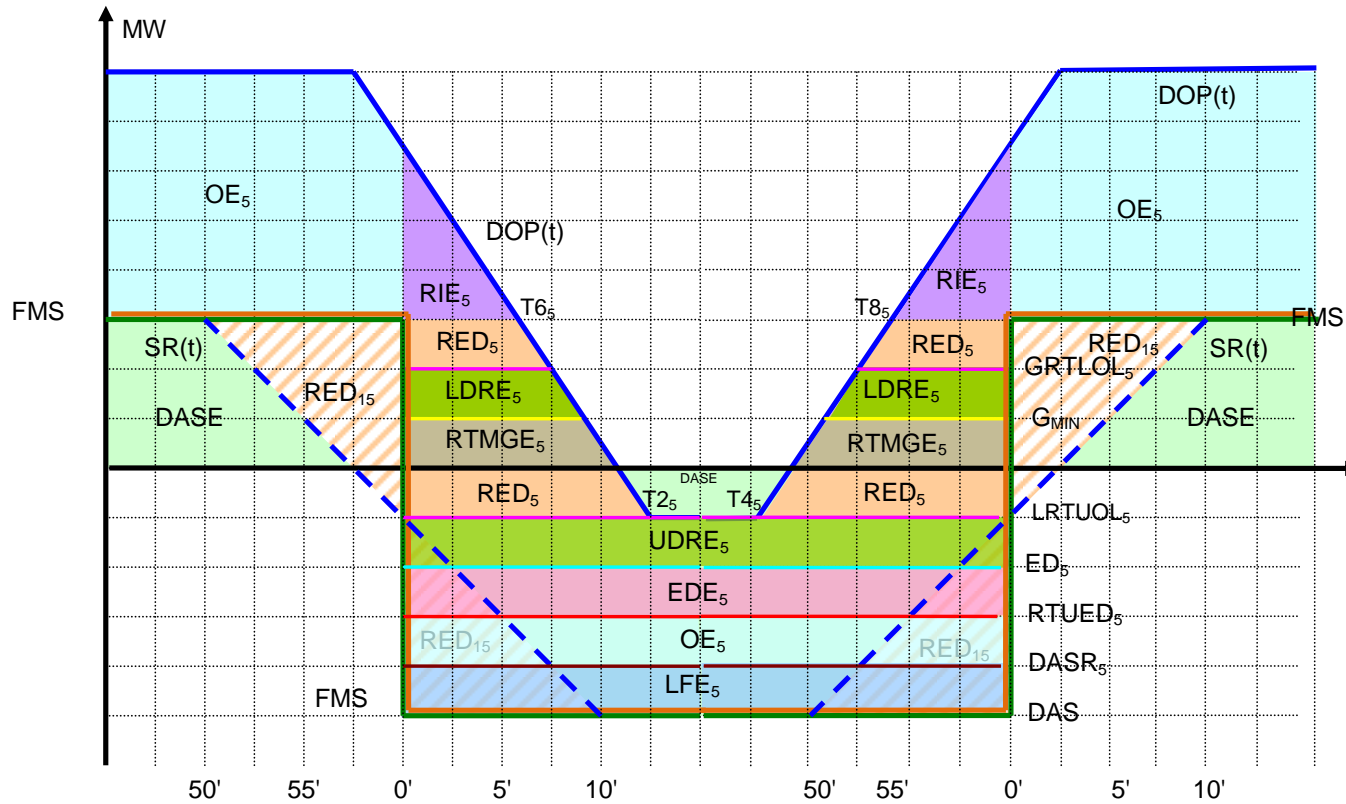 MW
DOP(t)
OE₅
OE₅
DOP(t)
RIE₅
RIE₅
FMS
T6₅
T8₅
FMS
SR(t)
RED₅
RED₅
RED₁₅
SR(t)
GRTLOL₅
RED₁₅
LDRE₅
LDRE₅
DASE
G_MIN
DASE
RTMGE₅
RTMGE₅
DASE
RED₅
T2₅
T4₅
RED₅
LRTUOL₅
UDRE₅
ED₅
EDE₅
RTUED₅
RED₁₅
OE₅
RED₁₅
DASR₅
LFE₅
FMS
DAS
50' 55' 0' 5' 10' 50' 55' 0' 5' 10'